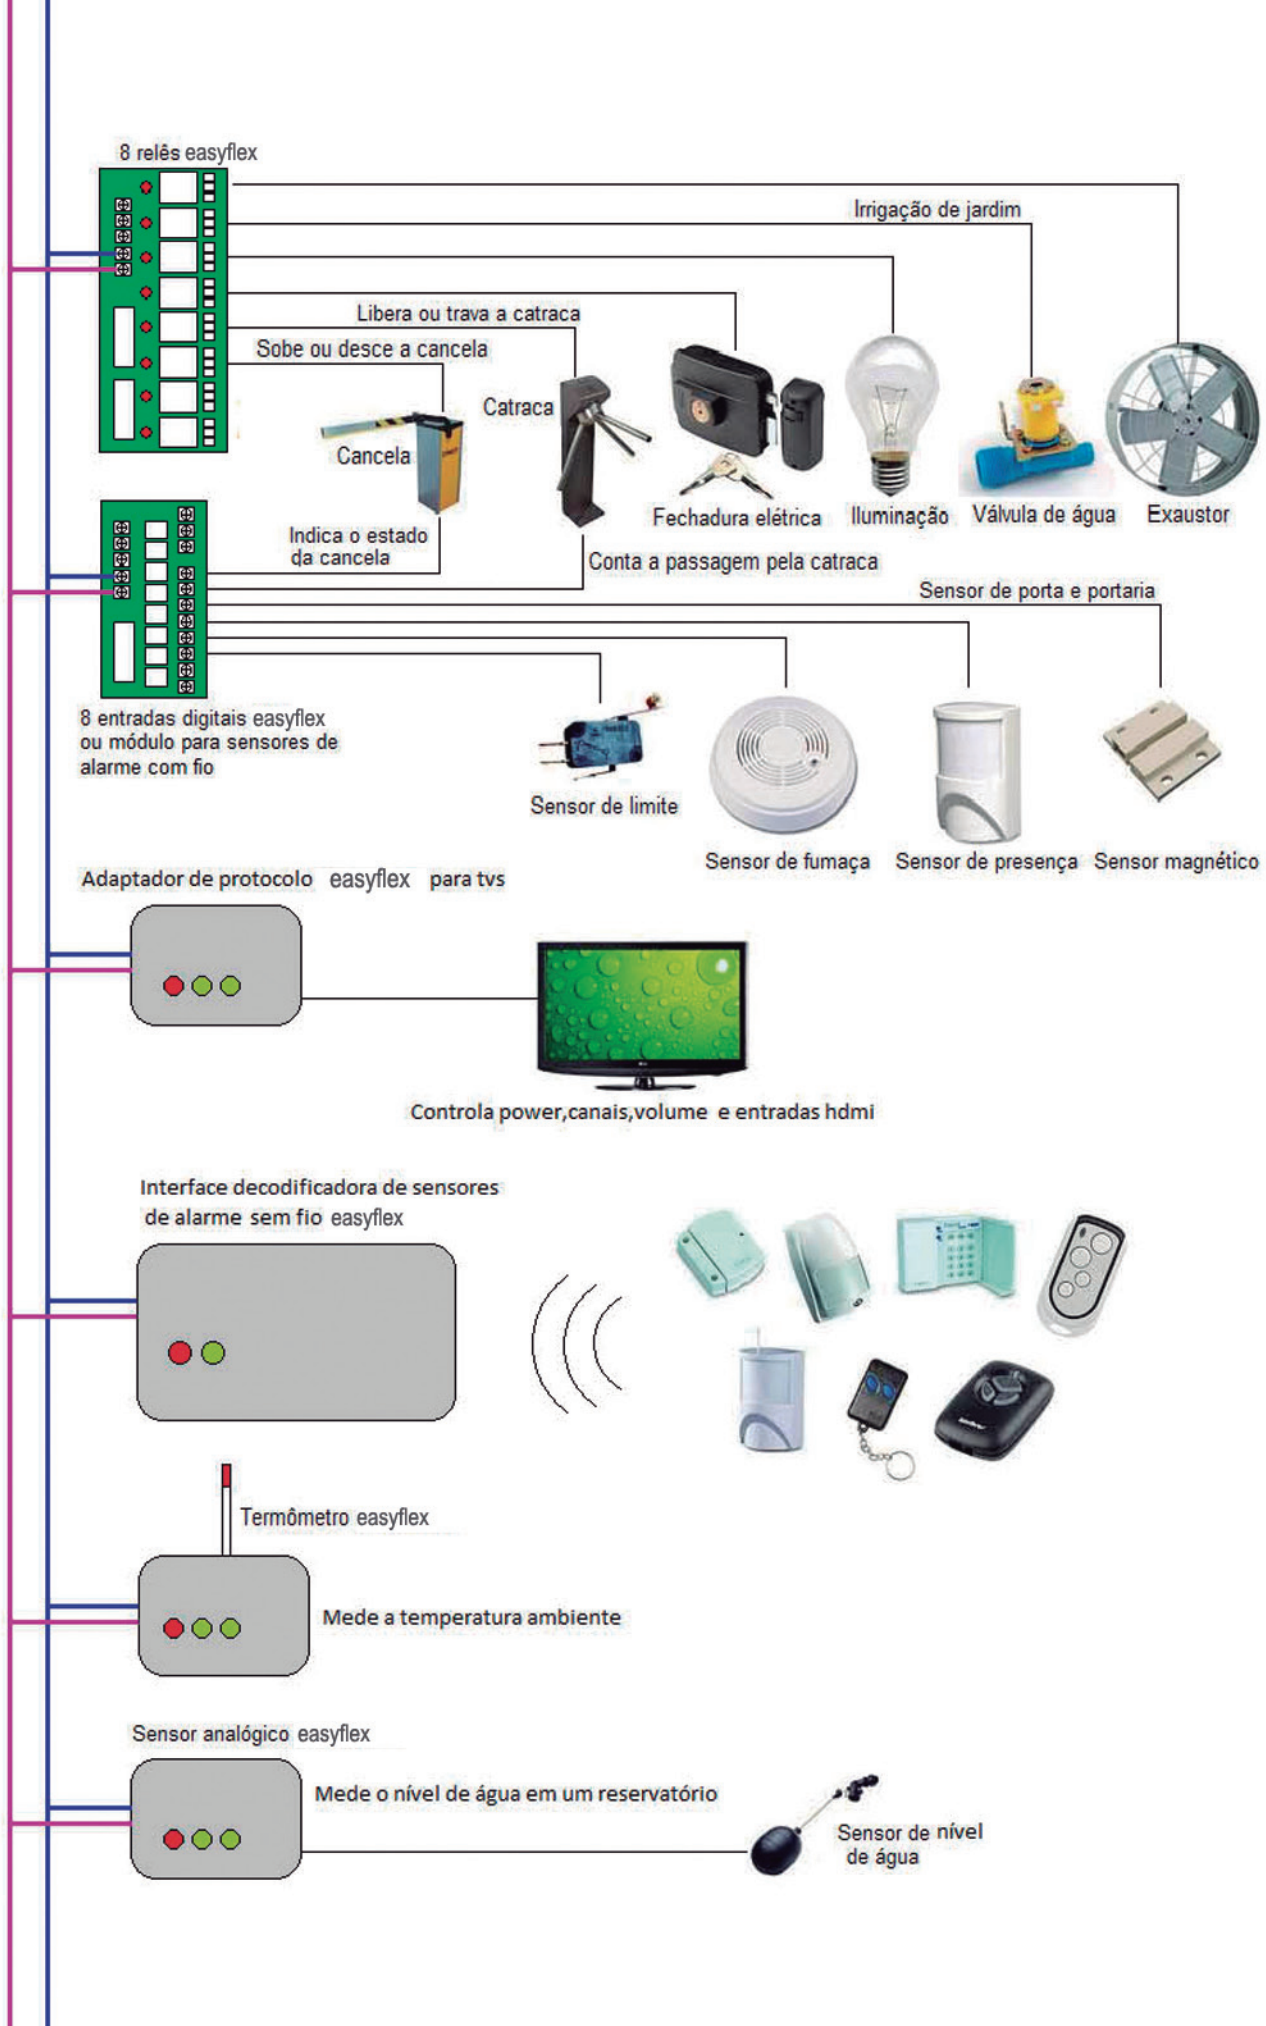 8 relês easyflex
Irrigação de jardim
Libera ou trava a catraca
Sobe ou desce a cancela
Catraca
Cancela
Fechadura elétrica
Iluminação
Válvula de água
Exaustor
Indica o estado
da cancela
Conta a passagem pela catraca
Sensor de porta e portaria
8 entradas digitais easyflex
ou módulo para sensores de
alarme com fio
Sensor de limite
Sensor de fumaça
Sensor de presença
Sensor magnético
Adaptador de protocolo easyflex para tvs
Controla power,canais,volume e entradas hdmi
Interface decodificadora de sensores
de alarme sem fio easyflex
Termômetro easyflex
Mede a temperatura ambiente
Sensor analógico easyflex
Mede o nível de água em um reservatório
Sensor de nível
de água